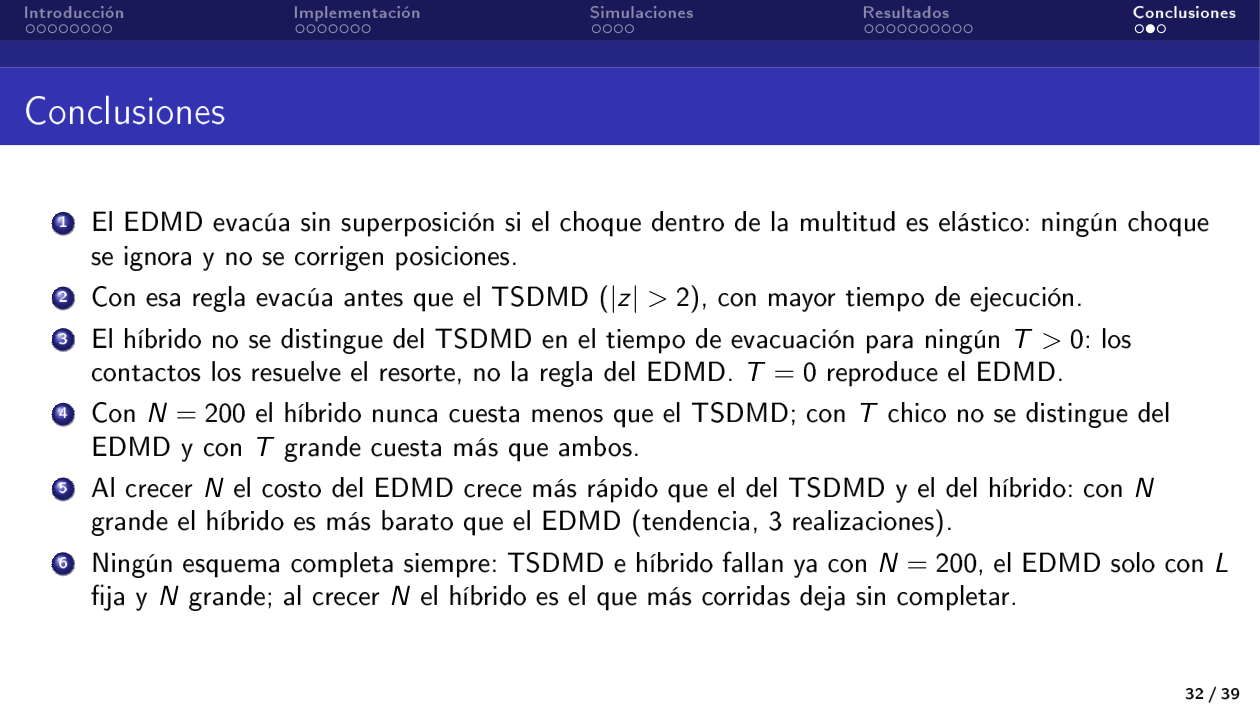 Introducción Implementación Simulaciones Resultados Conclusiones
Conclusiones
1 El EDMD evacúa sin superposición si el choque dentro de la multitud es elástico: ningún choque
se ignora y no se corrigen posiciones.
2 Con esa regla evacúa antes que el TSDMD (|z| > 2), con mayor tiempo de ejecución.
3 El híbrido no se distingue del TSDMD en el tiempo de evacuación para ningún T > 0: los
contactos los resuelve el resorte, no la regla del EDMD. T = 0 reproduce el EDMD.
4 Con N = 200 el híbrido nunca cuesta menos que el TSDMD; con T chico no se distingue del
EDMD y con T grande cuesta más que ambos.
5 Al crecer N el costo del EDMD crece más rápido que el del TSDMD y el del híbrido: con N
grande el híbrido es más barato que el EDMD (tendencia, 3 realizaciones).
6 Ningún esquema completa siempre: TSDMD e híbrido fallan ya con N = 200, el EDMD solo con L
fija y N grande; al crecer N el híbrido es el que más corridas deja sin completar.
32 / 39